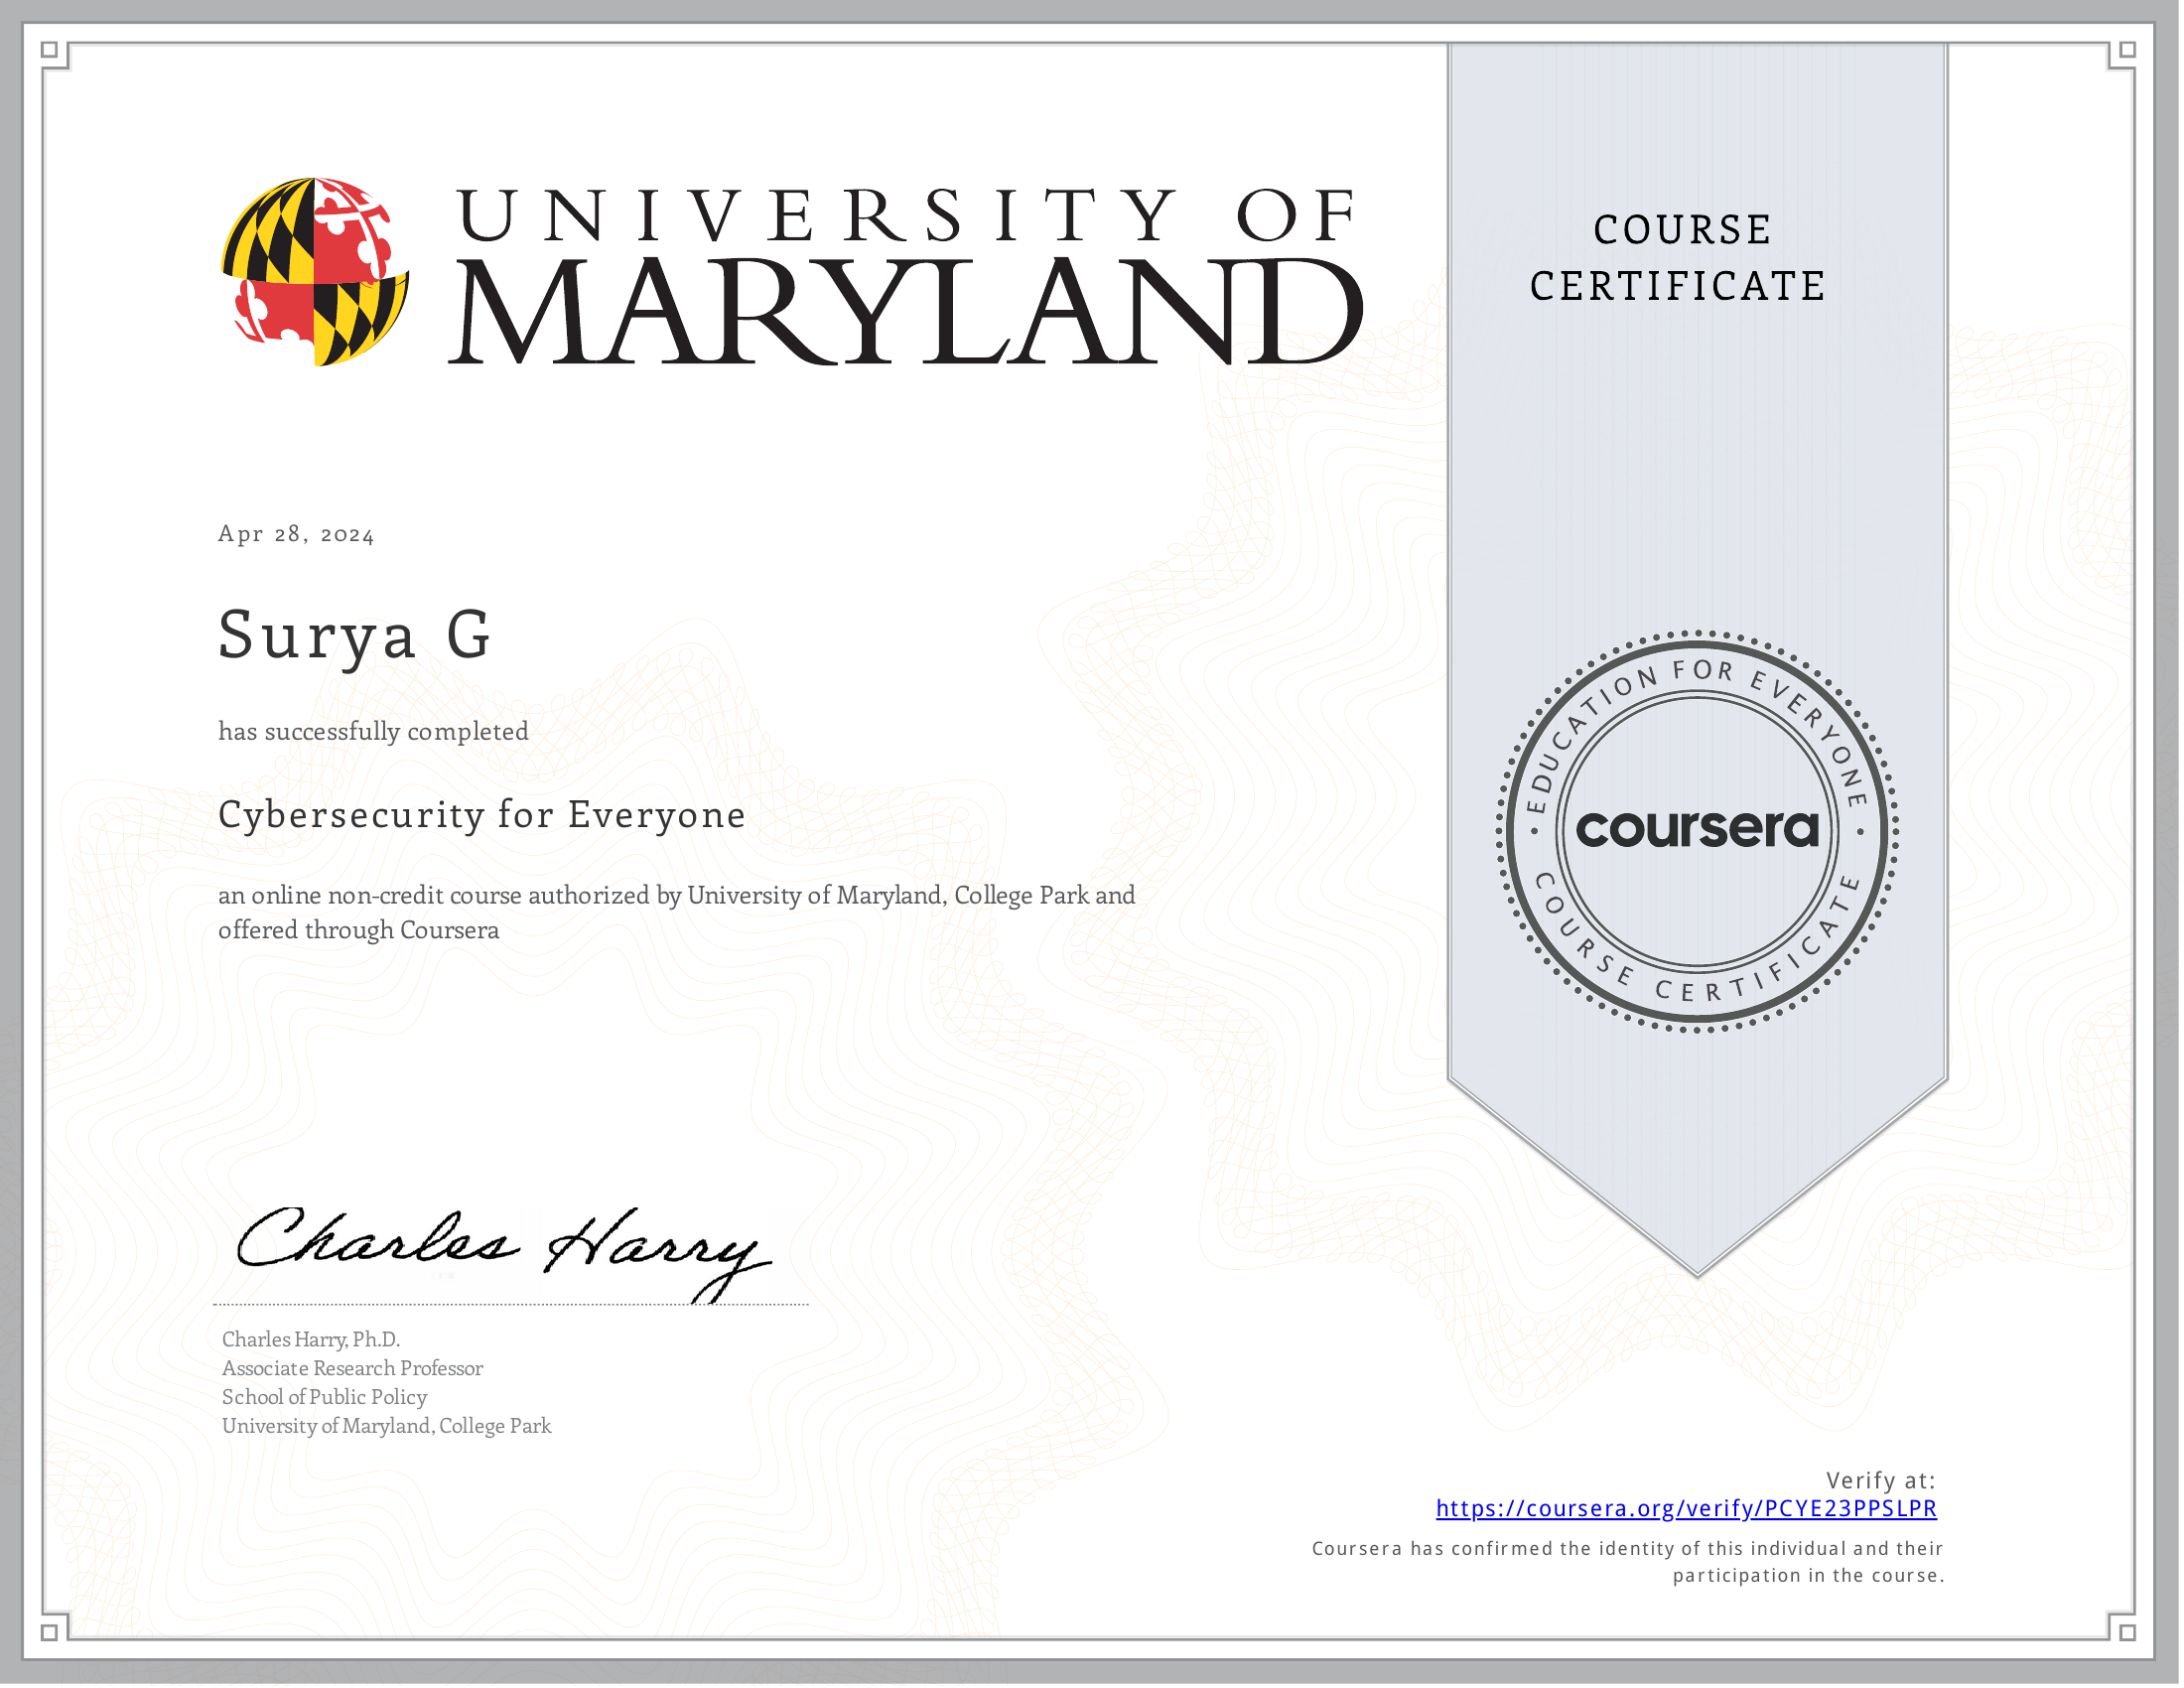 UNIVERSITY OF
MARYLAND
COURSE
CERTIFICATE
Apr 28, 2024
Surya G
has successfully completed
Cybersecurity for Everyone
an online non-credit course authorized by University of Maryland, College Park and
offered through Coursera
EDUCATION FOR EVERYONE
coursera
COURSE CERTIFICATE
Charles Harry
Charles Harry, Ph.D.
Associate Research Professor
School of Public Policy
University of Maryland, College Park
Verify at:
https://coursera.org/verify/PCYE23PPSLPR
Coursera has confirmed the identity of this individual and their
participation in the course.